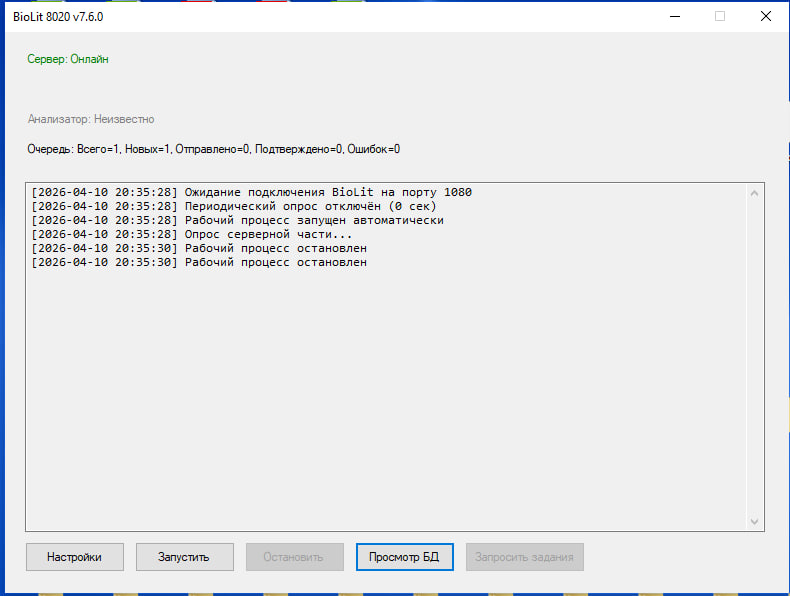 BioLit 8020 v7.6.0
Сервер: Онлайн
Анализатор: Неизвестно
Очередь: Всего=1, Новых=1, Отправлено=0, Подтверждено=0, Ошибок=0
[2026-04-10 20:35:28] Ожидание подключения BioLit на порту 1080
[2026-04-10 20:35:28] Периодический опрос отключён (0 сек)
[2026-04-10 20:35:28] Рабочий процесс запущен автоматически
[2026-04-10 20:35:28] Опрос серверной части...
[2026-04-10 20:35:30] Рабочий процесс остановлен
[2026-04-10 20:35:30] Рабочий процесс остановлен
Настройки Запустить Остановить Просмотр БД Запросить задания